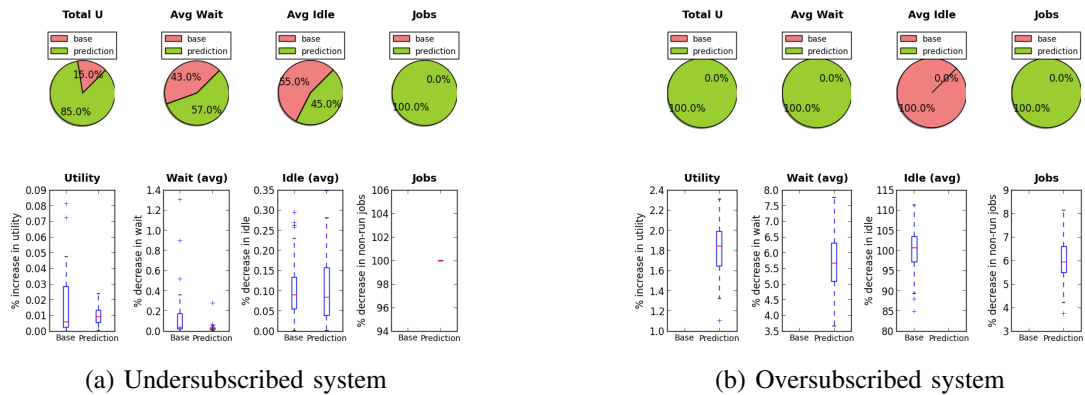 Total U
Avg Wait
Avg Idle
Jobs
base
prediction
base
prediction
base
prediction
base
prediction
15.0%
85.0%
43.0%
57.0%
55.0%
45.0%
0.0%
100.0%
Utility
Wait (avg)
Idle (avg)
Jobs
% increase in utility
0.09
0.08
0.07
0.06
0.05
0.04
0.03
0.02
0.01
0.00
Base Prediction
% decrease in wait
1.4
1.2
1.0
0.8
0.6
0.4
0.2
0.0
Base Prediction
% decrease in idle
0.35
0.30
0.25
0.20
0.15
0.10
0.05
0.00
Base Prediction
% decrease in non-run jobs
106
104
102
100
98
96
94
Base Prediction
(a) Undersubscribed system
Total U
Avg Wait
Avg Idle
Jobs
base
prediction
base
prediction
base
prediction
base
prediction
0.0%
100.0%
0.0%
100.0%
0.0%
100.0%
0.0%
100.0%
Utility
Wait (avg)
Idle (avg)
Jobs
% increase in utility
2.4
2.2
2.0
1.8
1.6
1.4
1.2
1.0
Base Prediction
% decrease in wait
8.0
7.5
7.0
6.5
6.0
5.5
5.0
4.5
4.0
3.5
Base Prediction
% decrease in idle
115
110
105
100
95
90
85
80
Base Prediction
% decrease in non-run jobs
9
8
7
6
5
4
3
Base Prediction
(b) Oversubscribed system